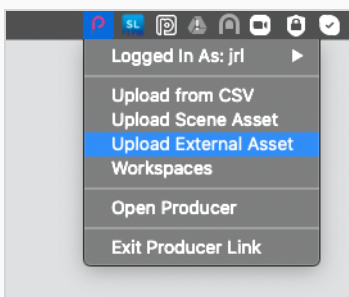 SL
Logged In As: jrl
Upload from CSV
Upload Scene Asset
Upload External Asset
Workspaces
Open Producer
Exit Producer Link